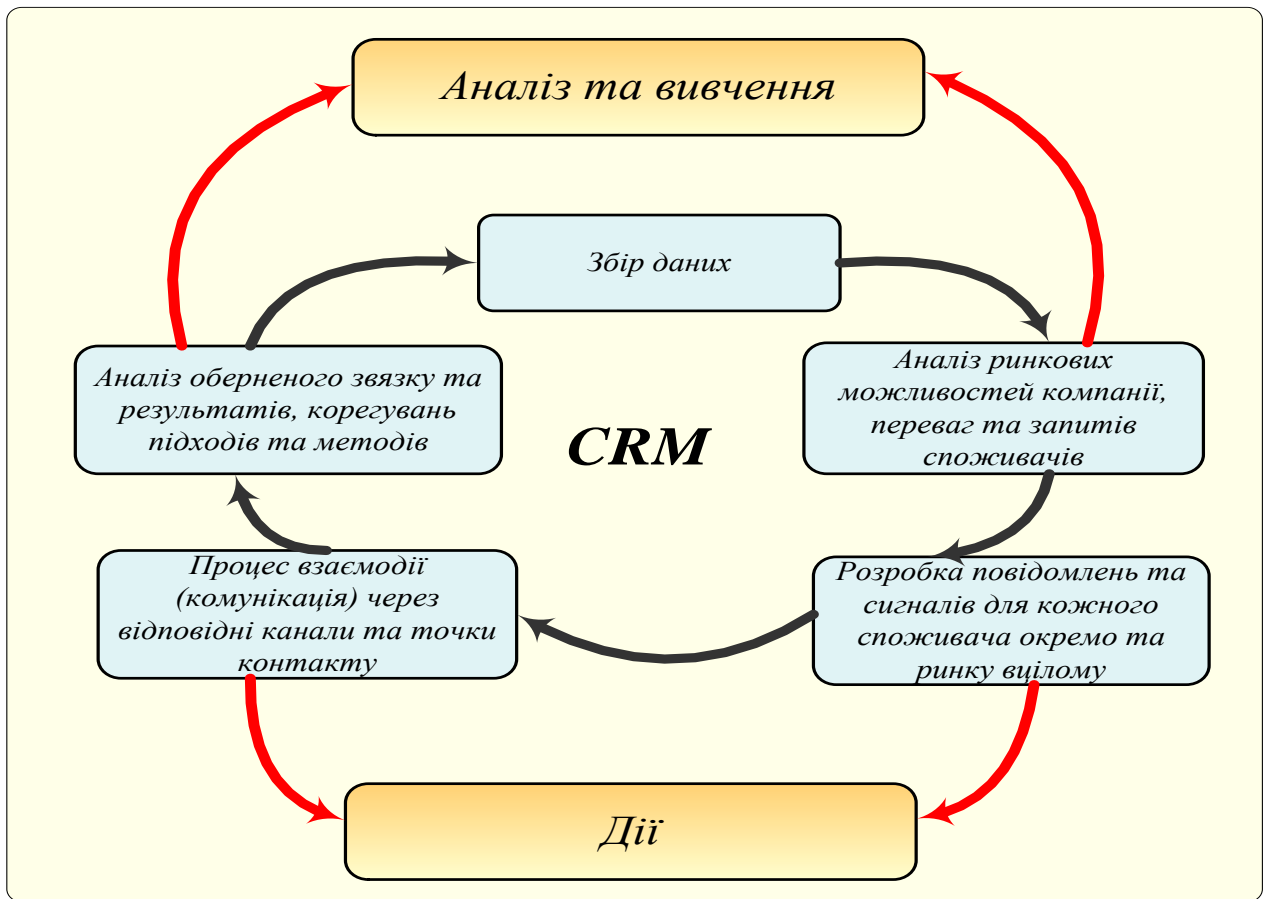 Аналіз та вивчення
Збір даних
Аналіз оберненого звязку та
результатів, корегувань
підходів та методів
Аналіз ринкових
можливостей компанії,
переваг та запитів
споживачів
CRM
Процес взаємодії
(комунікація) через
відповідні канали та точки
контакту
Розробка повідомлень та
сигналів для кожного
споживача окремо та
ринку вцілому
Дії